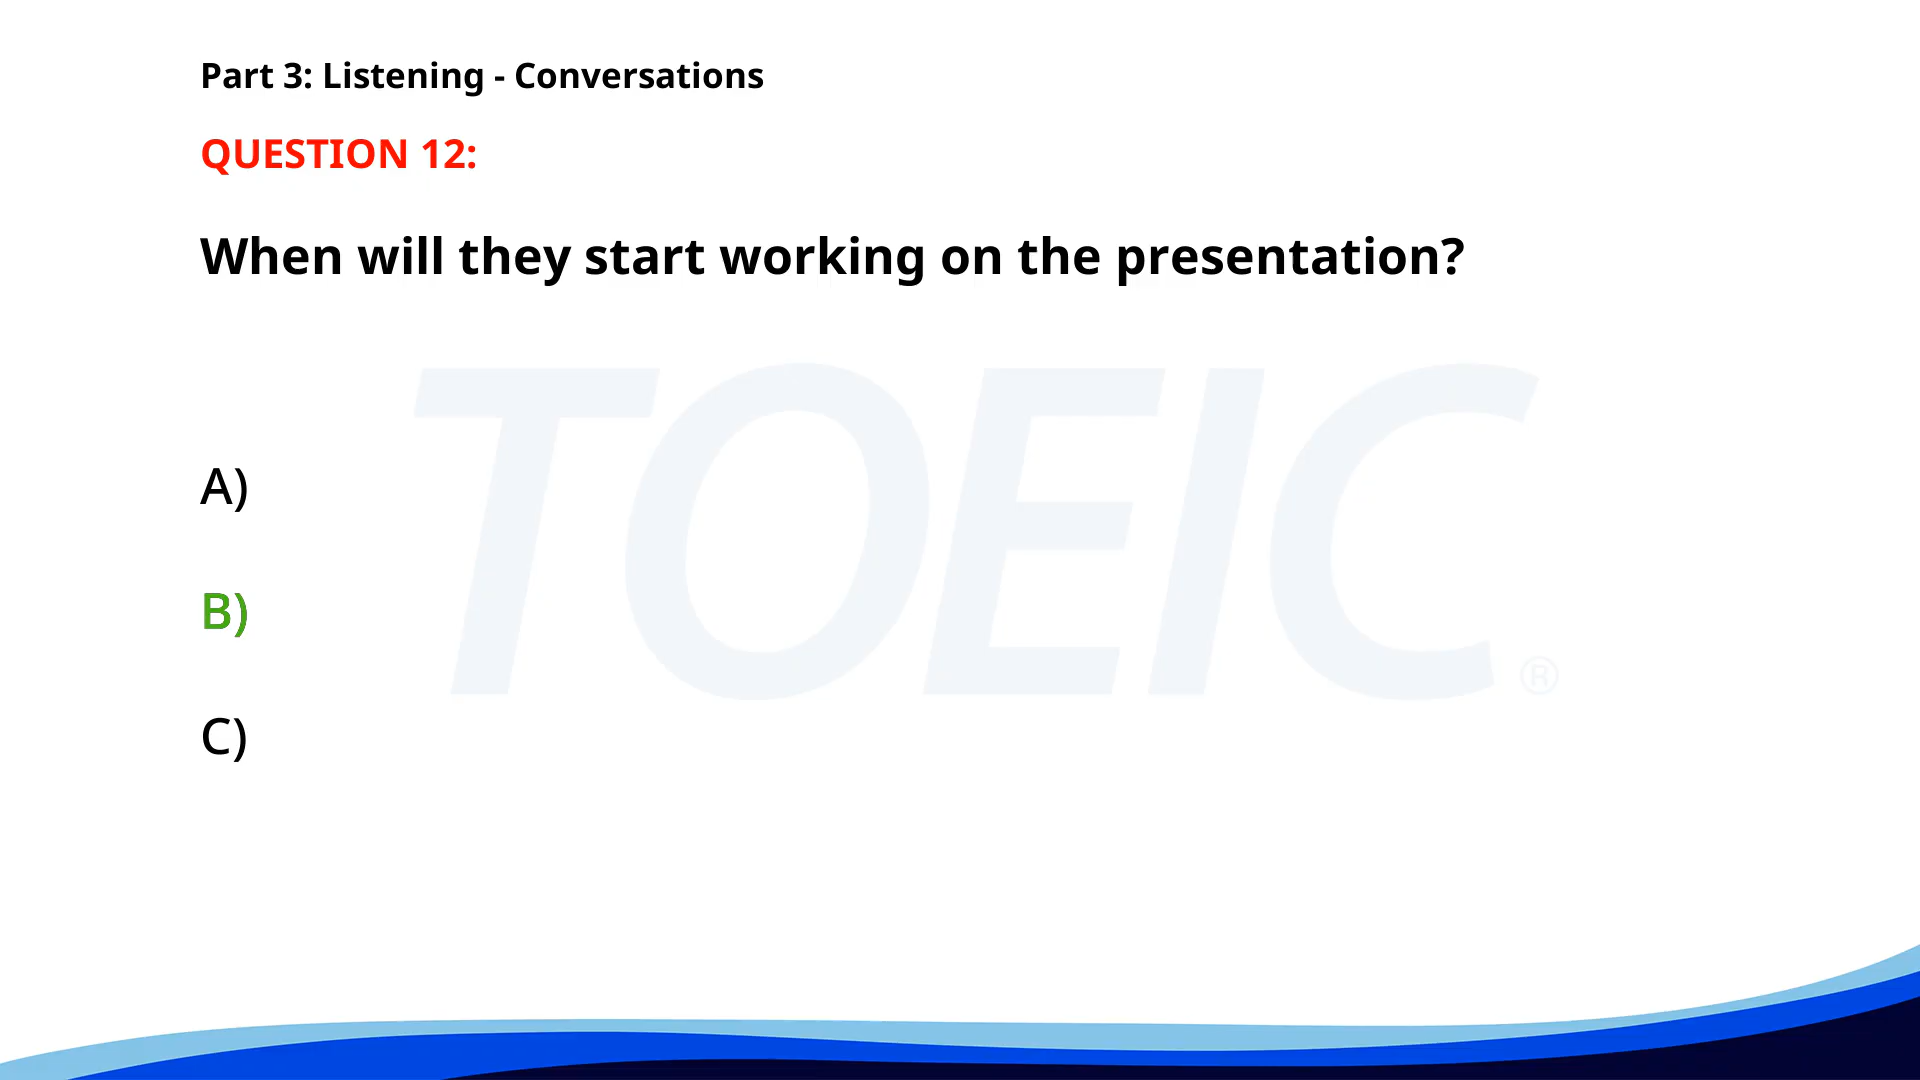 Part 3: Listening - Conversations
QUESTION 12:
When will they start working on the presentation?
TOEIC®
A)
B)
C)